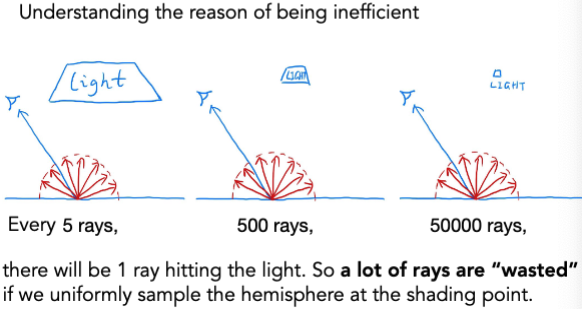 Understanding the reason of being inefficient
Light
LIGHT
LIGHT
Every 5 rays,
500 rays,
50000 rays,
there will be 1 ray hitting the light. So a lot of rays are “wasted”
if we uniformly sample the hemisphere at the shading point.